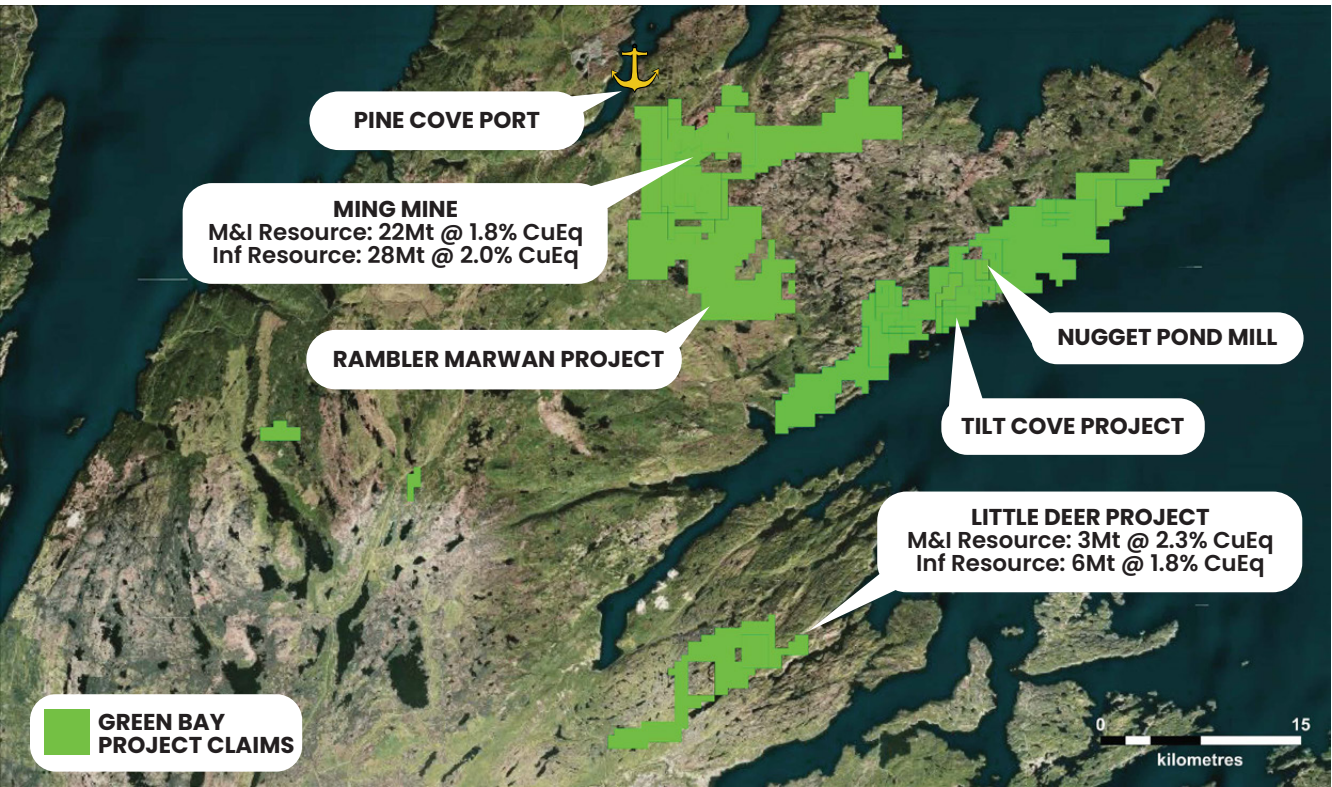 PINE COVE PORT
MING MINE
M&I Resource: 22Mt @ 1.8% CuEq
Inf Resource: 28Mt @ 2.0% CuEq
RAMBLER MARWAN PROJECT
NUGGET POND MILL
TILT COVE PROJECT
LITTLE DEER PROJECT
M&I Resource: 3Mt @ 2.3% CuEq
Inf Resource: 6Mt @ 1.8% CuEq
GREEN BAY
PROJECT CLAIMS
0 15
kilometres